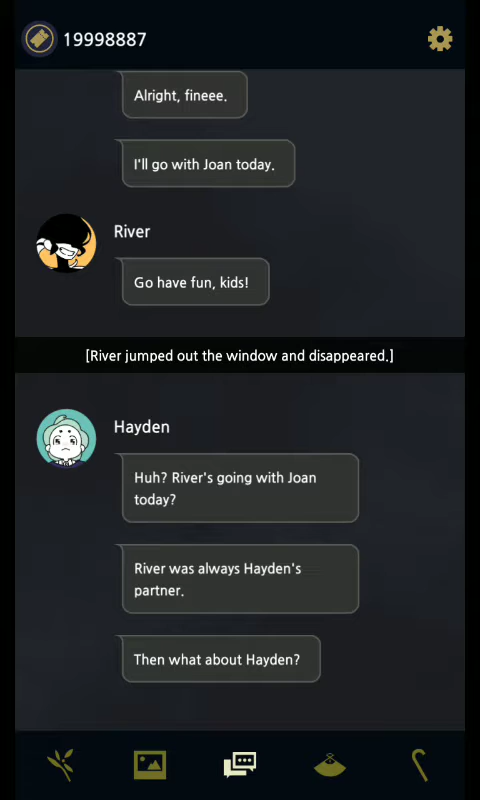 19998887
Alright, fineee.
I'll go with Joan today.
River
Go have fun, kids!
[River jumped out the window and disappeared.]
Hayden
Huh? River's going with Joan
today?
River was always Hayden's
partner.
Then what about Hayden?